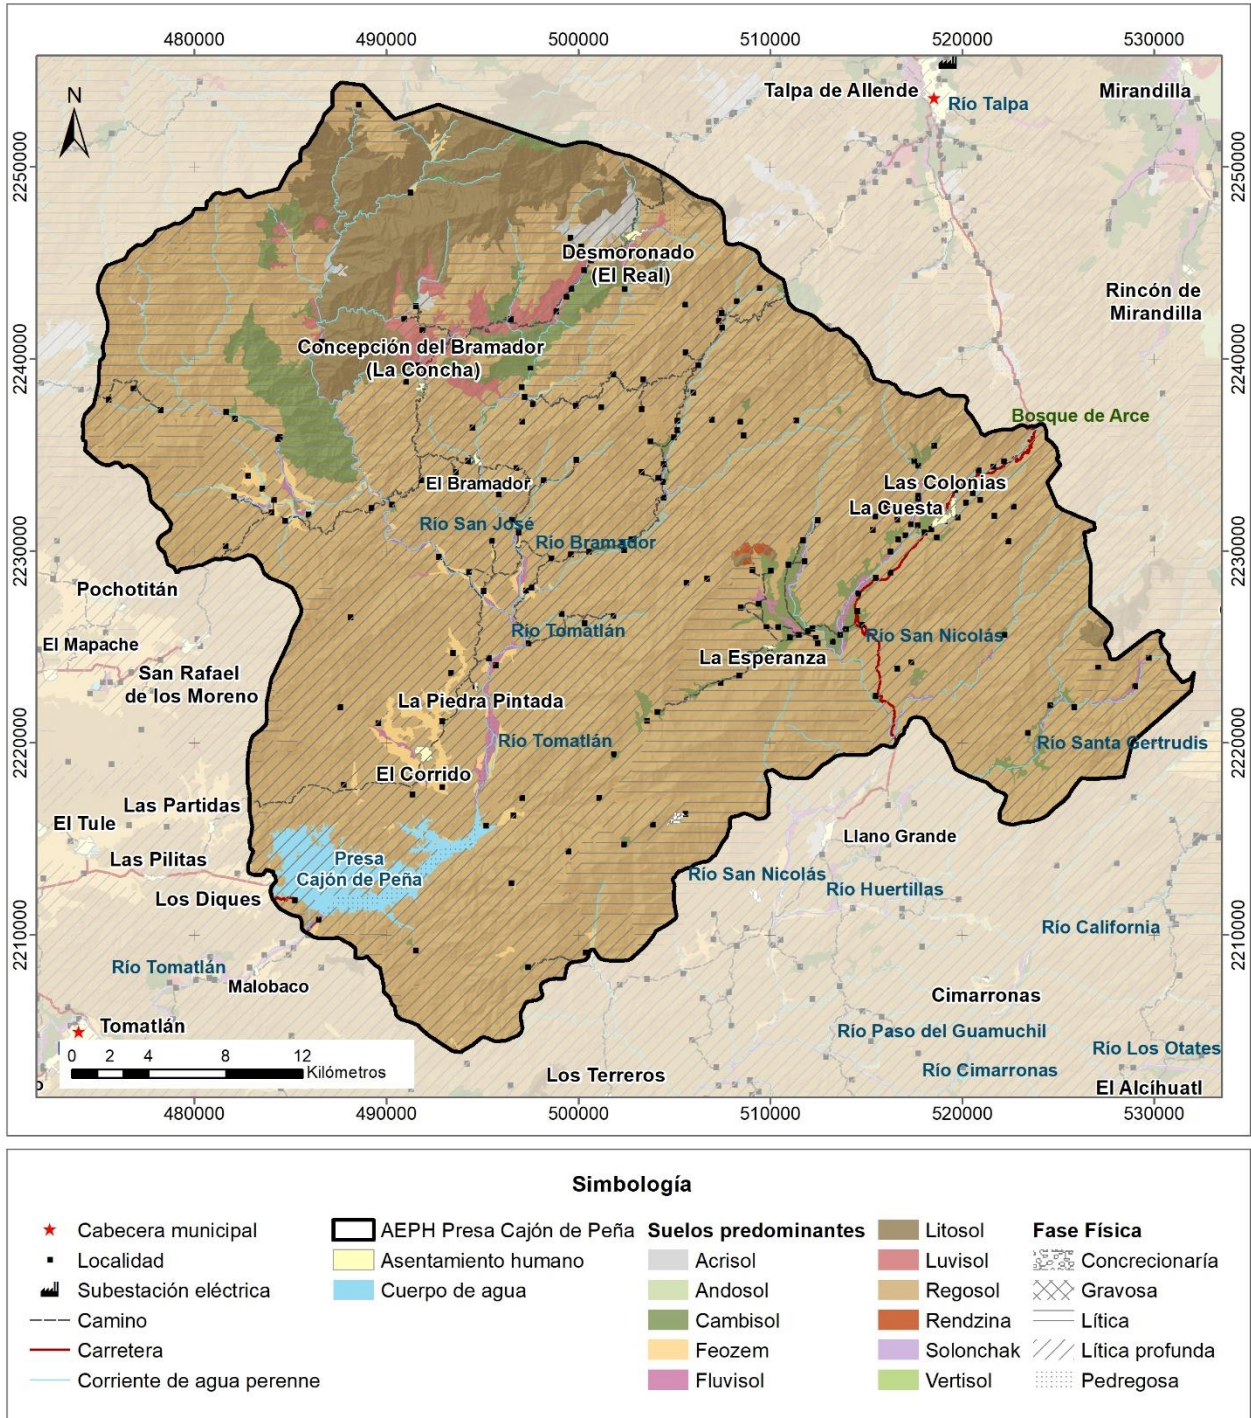 480000 490000 500000 510000 520000 530000
N
Talpa de Allende
Río Talpa
Mirandilla
2250000
2250000
Desmoronado
(El Real)
Rincón de
Mirandilla
2240000
2240000
Concepción del Bramador
(La Concha)
Bosque de Arce
El Bramador
Las Colonias
La Cuesta
Río San José
Río Bramador
2230000
2230000
Pochotitán
El Mapache
Río Tomatlán
Río San Nicolás
San Rafael
de los Moreno
La Esperanza
La Piedra Pintada
2220000
2220000
Río Tomatlán
Río Santa Gertrudis
El Corrido
Las Partidas
El Tule
Las Pilitas
Presa
Cajón de Peña
Llano Grande
Río San Nicolás
Río Huertillas
Los Diques
2210000
2210000
Río California
Río Tomatlán
Malobaco
Cimarronas
Tomatlán
Río Paso del Guamuchil
Río Los Otates
0 2 4 8 12
Kilómetros
Los Terreros
Río Cimarronas
El Alcíhuatl
480000 490000 500000 510000 520000 530000
Simbología
Cabecera municipal
Localidad
Subestación eléctrica
Camino
Carretera
Corriente de agua perenne
AEPH Presa Cajón de Peña
Asentamiento humano
Cuerpo de agua
Suelos predominantes
Acrisol
Andosol
Cambisol
Feozem
Fluvisol
Litosol
Luvisol
Regosol
Rendzina
Solonchak
Vertisol
Fase Física
Concrecionaría
Gravosa
Lítica
Lítica profunda
Pedregosa